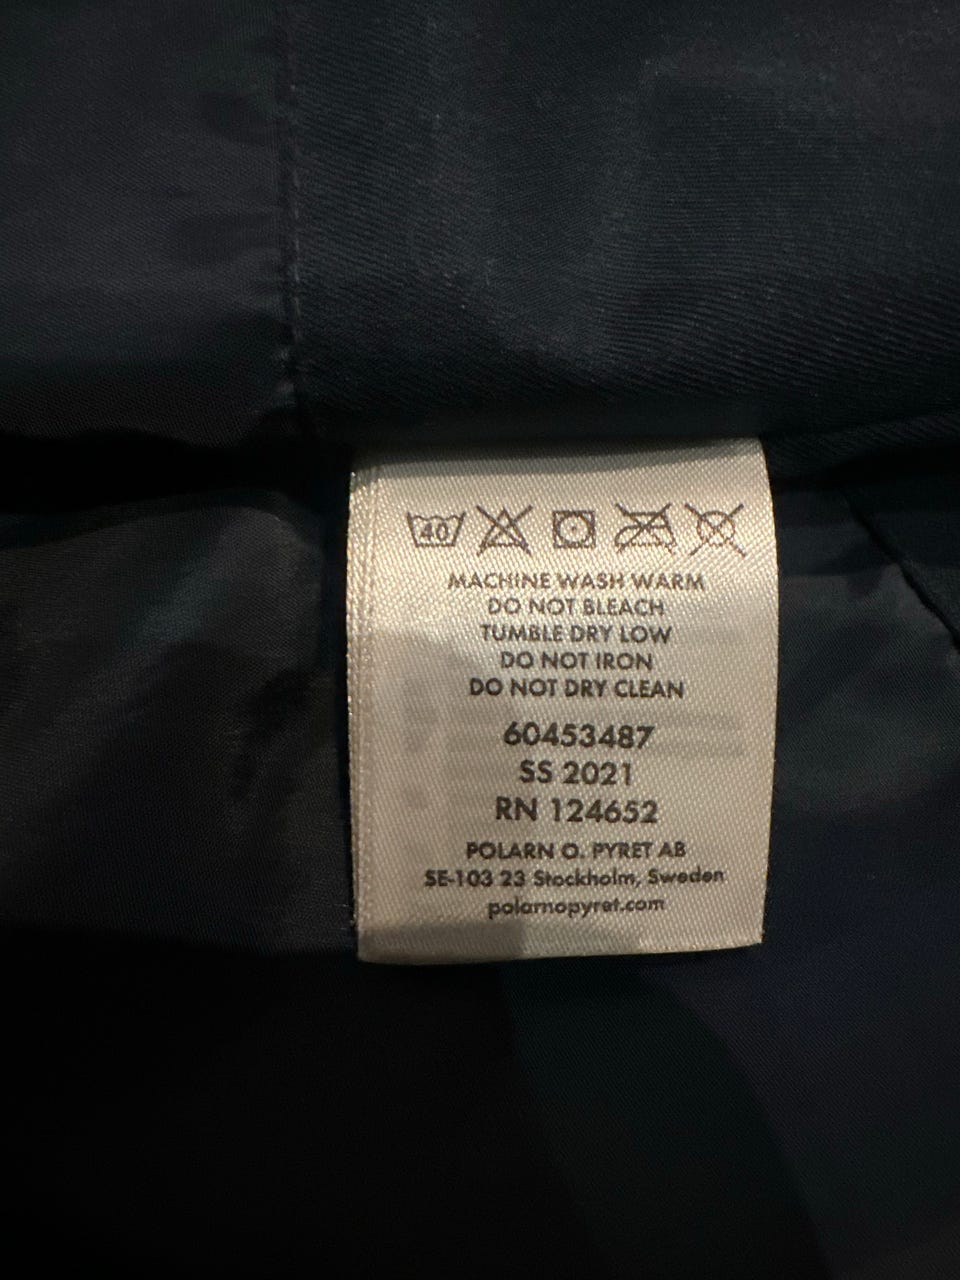 40
MACHINE WASH WARM
DO NOT BLEACH
TUMBLE DRY LOW
DO NOT IRON
DO NOT DRY CLEAN
60453487
SS 2021
RN 124652
POLARN O. PYRET AB
SE-103 23 Stockholm, Sweden
polarnopyret.com